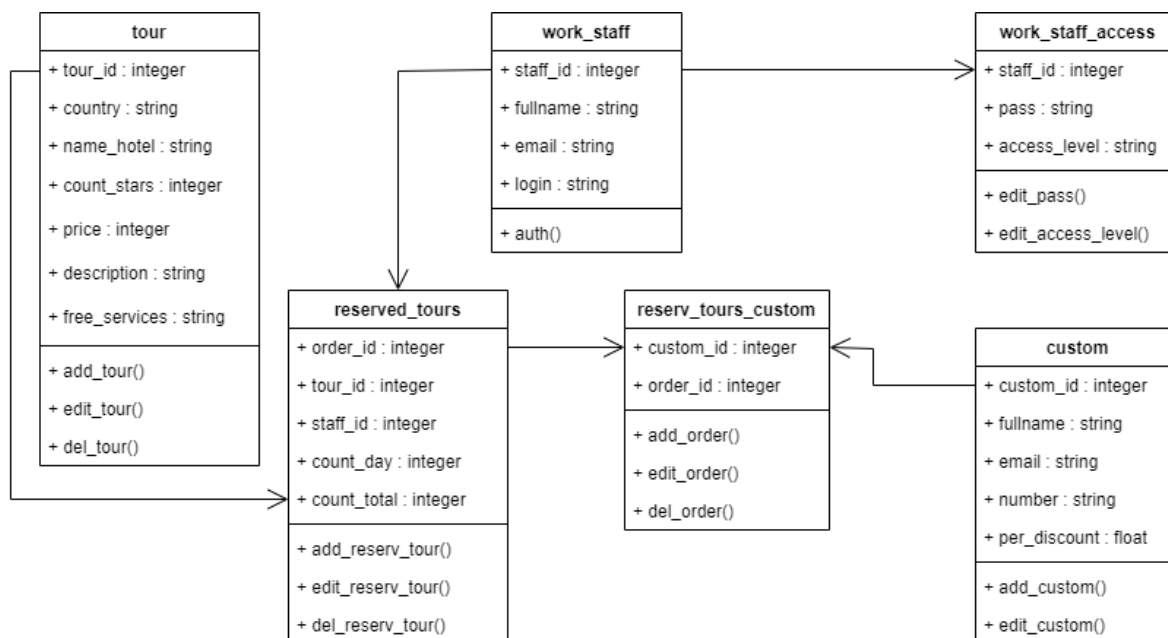 tour
+ tour_id : integer
+ country : string
+ name_hotel : string
+ count_stars : integer
+ price : integer
+ description : string
+ free_services : string
+ add_tour()
+ edit_tour()
+ del_tour()
work_staff
+ staff_id : integer
+ fullname : string
+ email : string
+ login : string
+ auth()
work_staff_access
+ staff_id : integer
+ pass : string
+ access_level : string
+ edit_pass()
+ edit_access_level()
reserved_tours
+ order_id : integer
+ tour_id : integer
+ staff_id : integer
+ count_day : integer
+ count_total : integer
+ add_reserv_tour()
+ edit_reserv_tour()
+ del_reserv_tour()
reserv_tours_custom
+ custom_id : integer
+ order_id : integer
+ add_order()
+ edit_order()
+ del_order()
custom
+ custom_id : integer
+ fullname : string
+ email : string
+ number : string
+ per_discount : float
+ add_custom()
+ edit_custom()